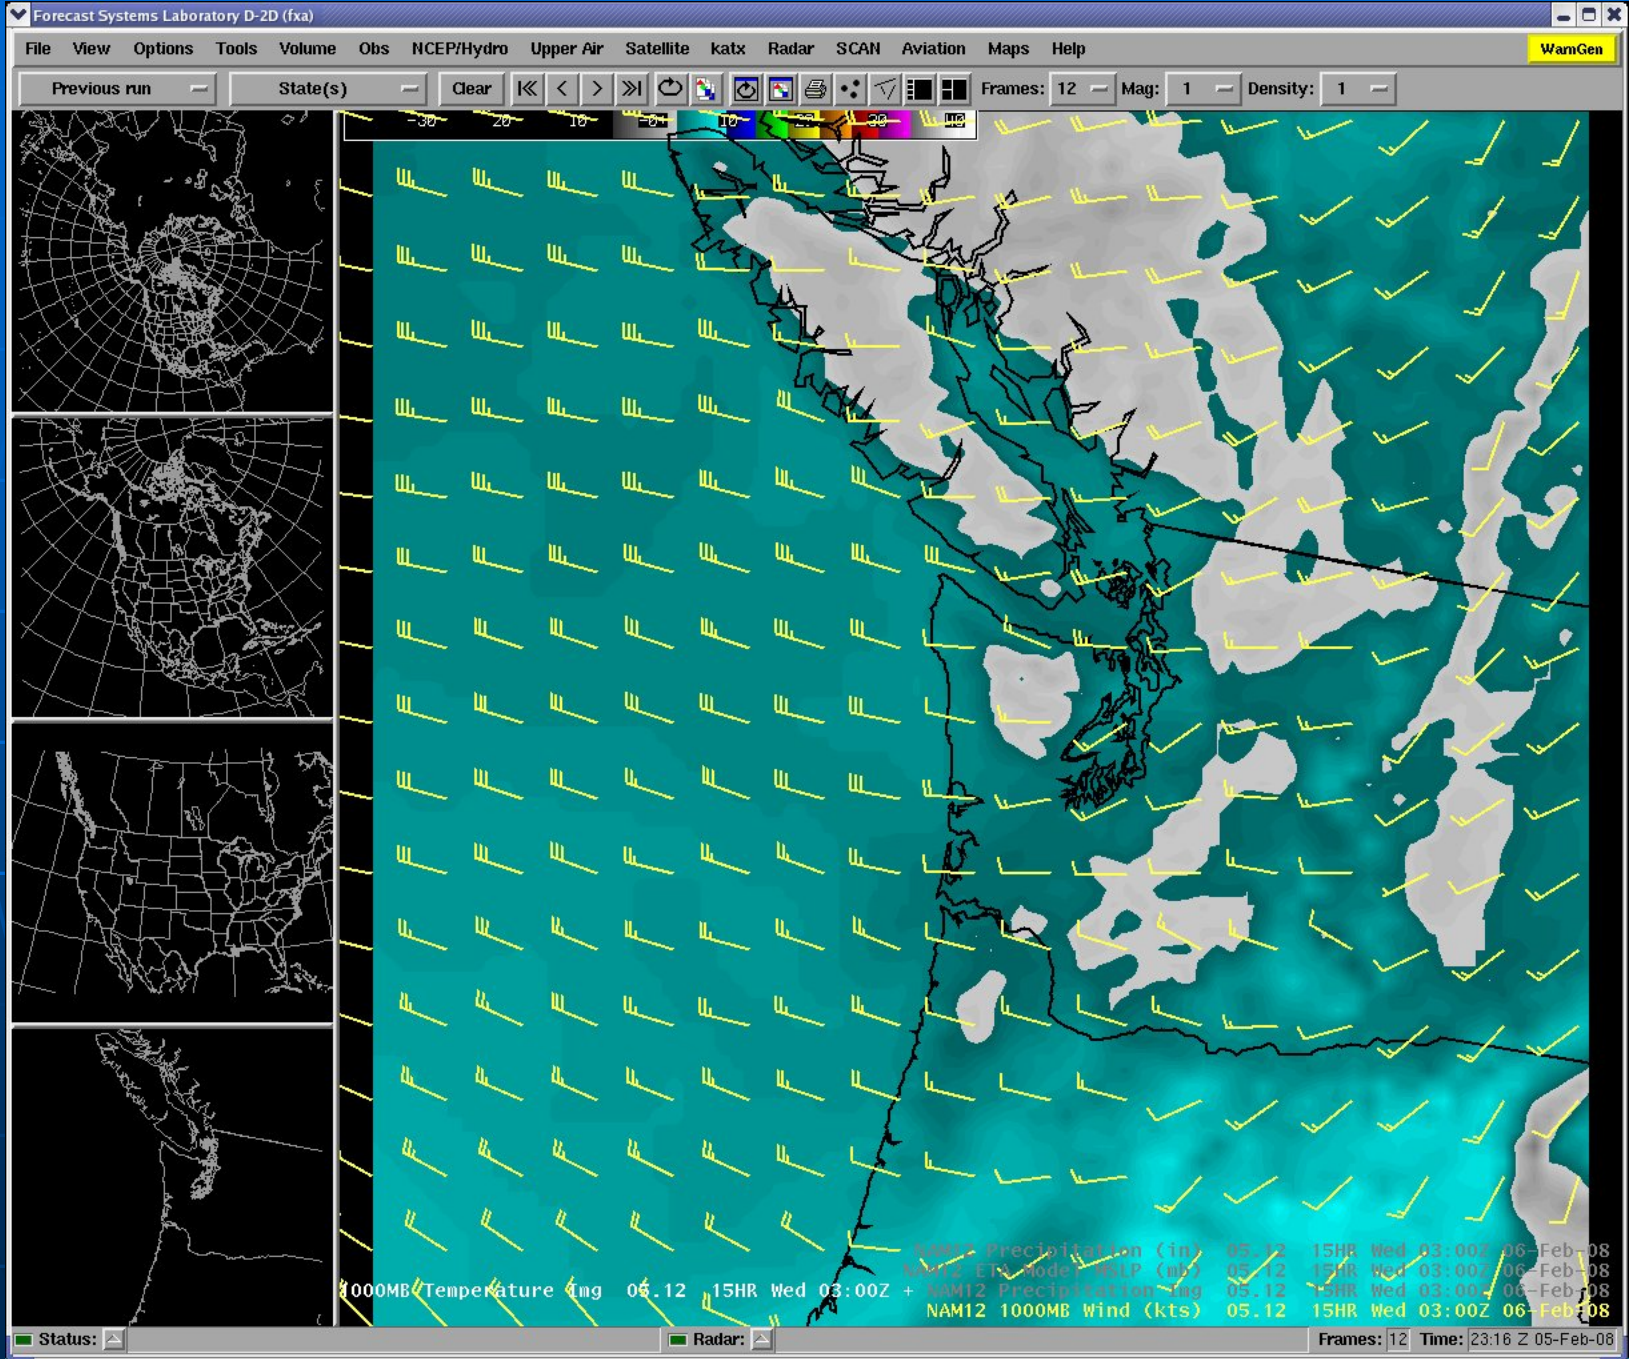 Forecast Systems Laboratory D-2D (fxa)
File View Options Tools Volume Obs NCEP/Hydro Upper Air Satellite katx Radar SCAN Aviation Maps Help WarnGen
Previous run State(s) Clear Frames: 12 Mag: 1 Density: 1
-30 20 10 -0+ 10 30 40
NAM12 Precipitation (in) 05.12 15HR Wed 03:00Z 06-Feb-08
NAM12 ETA Model MSLP (mb) 05.12 15HR Wed 03:00Z 06-Feb-08
1000MB Temperature Img 05.12 15HR Wed 03:00Z + NAM12 Precipitation Img 05.12 15HR Wed 03:00Z 06-Feb-08
NAM12 1000MB Wind (kts) 05.12 15HR Wed 03:00Z 06-Feb-08
Status: Radar: Frames: 12 Time: 23:16 Z 05-Feb-08